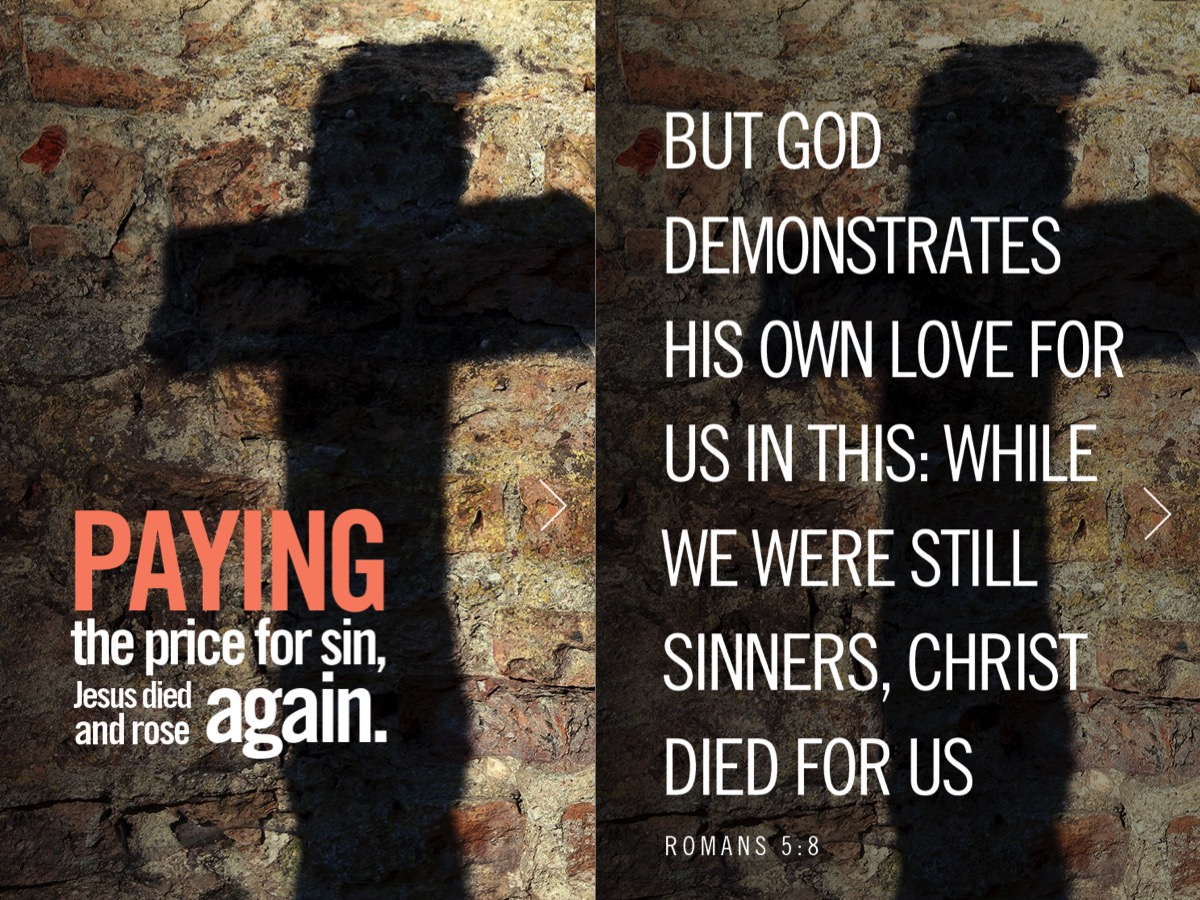 PAYING
the price for sin,
Jesus died
and rose again.
BUT GOD
DEMONSTRATES
HIS OWN LOVE FOR
US IN THIS: WHILE
WE WERE STILL
SINNERS, CHRIST
DIED FOR US
ROMANS 5:8